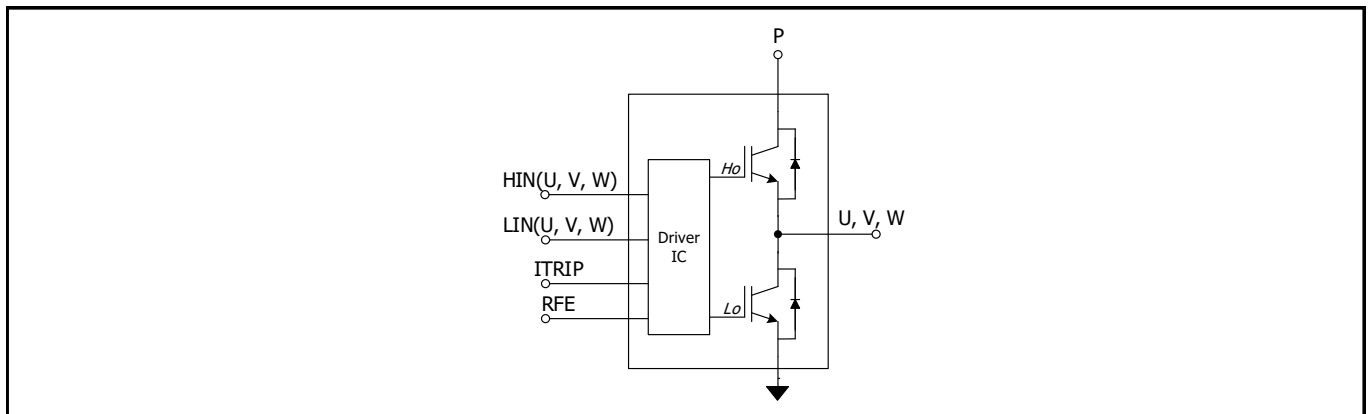 P
HIN(U, V, W)
Ho
LIN(U, V, W)
U, V, W
Driver
IC
ITRIP
RFE
Lo